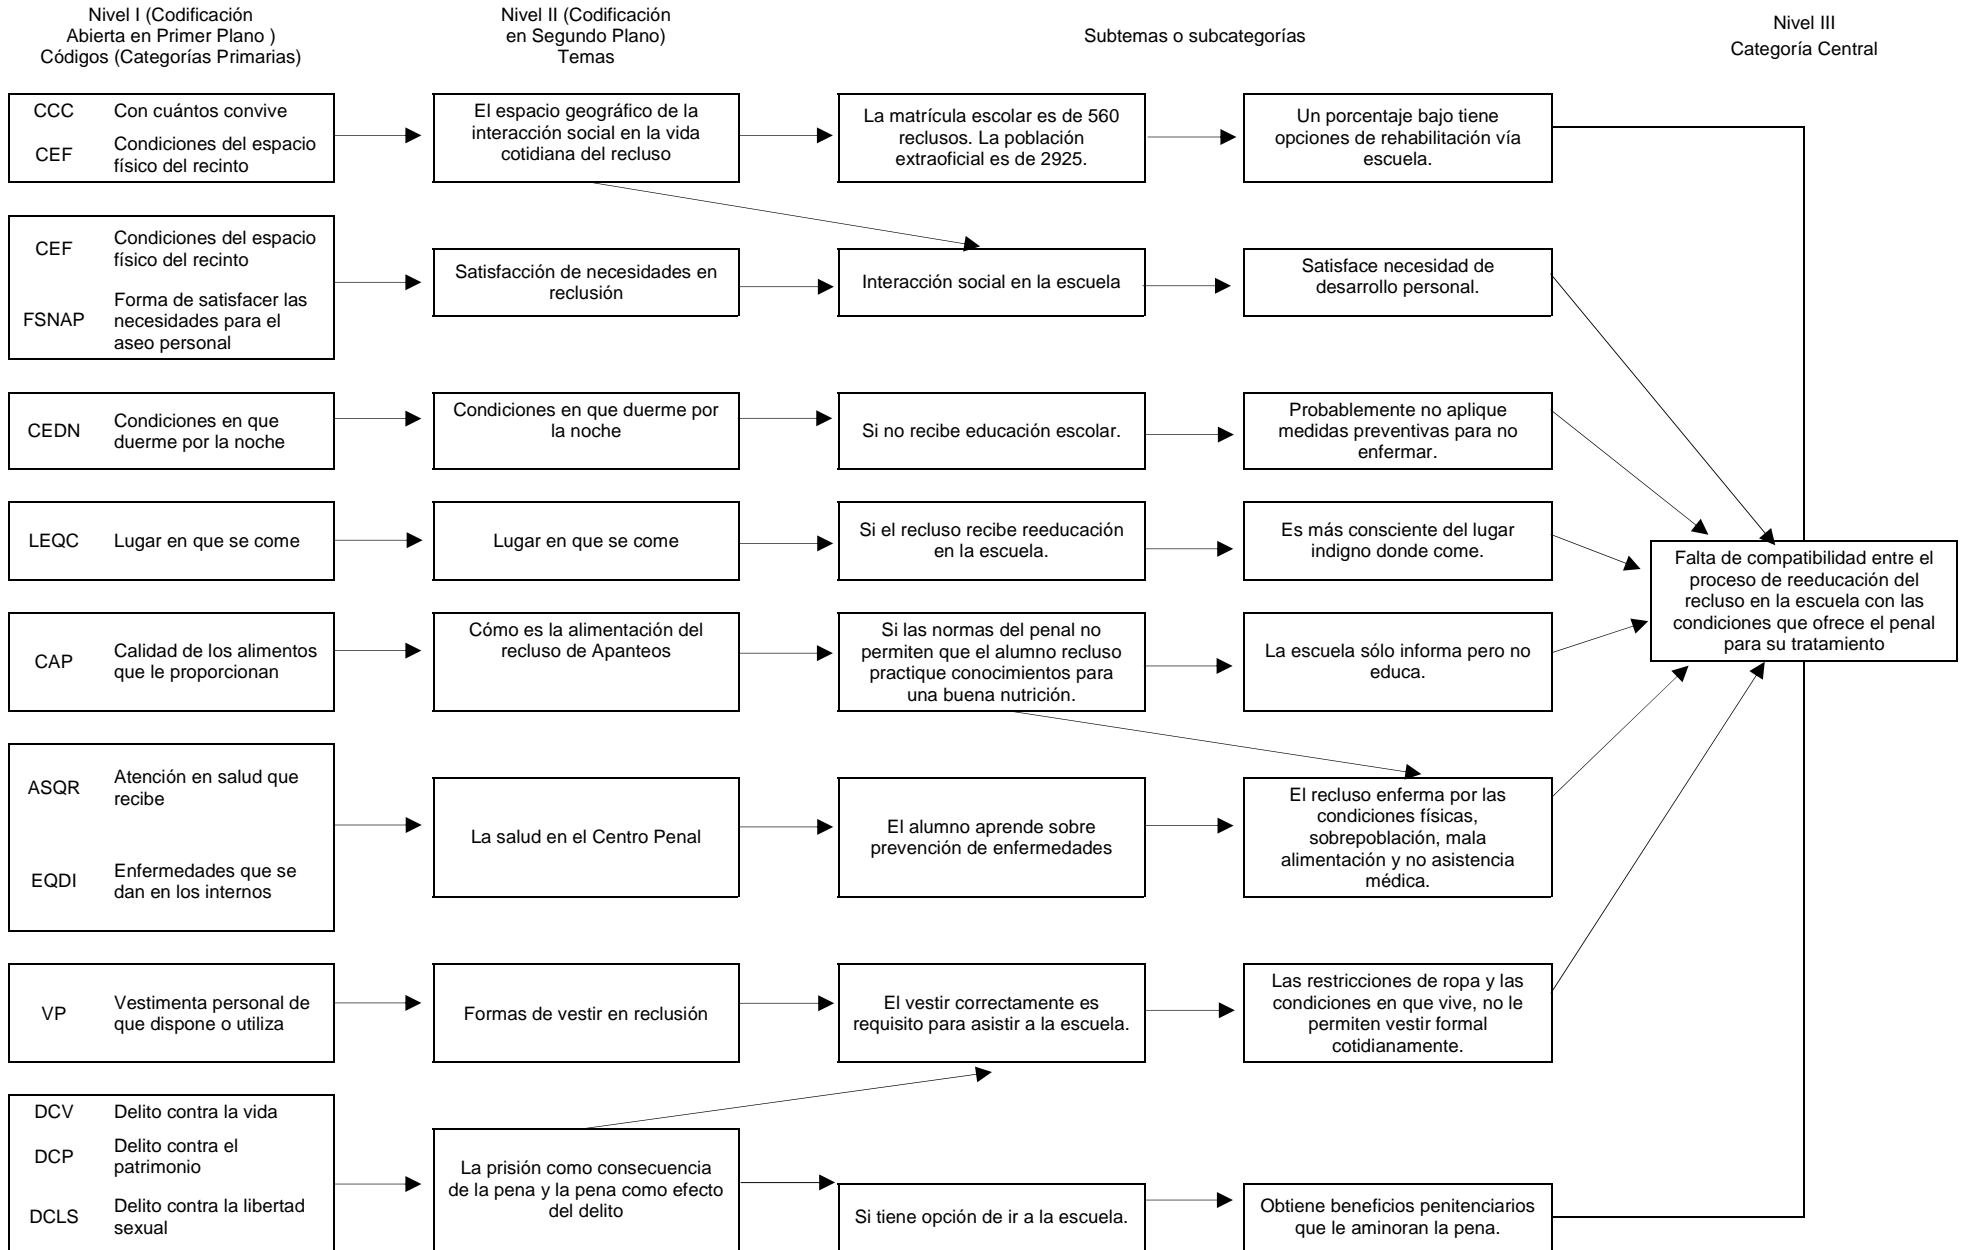 Nivel I (Codificación
Abierta en Primer Plano )
Códigos (Categorías Primarias)
Nivel II (Codificación
en Segundo Plano)
Temas
Subtemas o subcategorías
Nivel III
Categoría Central
CCC Con cuántos convive
CEF Condiciones del espacio
físico del recinto
El espacio geográfico de la
interacción social en la vida
cotidiana del recluso
La matrícula escolar es de 560
reclusos. La población
extraoficial es de 2925.
Un porcentaje bajo tiene
opciones de rehabilitación vía
escuela.
CEF Condiciones del espacio
físico del recinto
FSNAP Forma de satisfacer las
necesidades para el
aseo personal
Satisfacción de necesidades en
reclusión
Interacción social en la escuela
Satisface necesidad de
desarrollo personal.
CEDN Condiciones en que
duerme por la noche
Condiciones en que duerme por
la noche
Si no recibe educación escolar.
Probablemente no aplique
medidas preventivas para no
enfermar.
LEQC Lugar en que se come
Lugar en que se come
Si el recluso recibe reeducación
en la escuela.
Es más consciente del lugar
indigno donde come.
Falta de compatibilidad entre el
proceso de reeducación del
recluso en la escuela con las
condiciones que ofrece el penal
para su tratamiento
CAP Calidad de los alimentos
que le proporcionan
Cómo es la alimentación del
recluso de Apanteos
Si las normas del penal no
permiten que el alumno recluso
practique conocimientos para
una buena nutrición.
La escuela sólo informa pero no
educa.
ASQR Atención en salud que
recibe
EQDI Enfermedades que se
dan en los internos
La salud en el Centro Penal
El alumno aprende sobre
prevención de enfermedades
El recluso enferma por las
condiciones físicas,
sobrepoblación, mala
alimentación y no asistencia
médica.
VP Vestimenta personal de
que dispone o utiliza
Formas de vestir en reclusión
El vestir correctamente es
requisito para asistir a la escuela.
Las restricciones de ropa y las
condiciones en que vive, no le
permiten vestir formal
cotidianamente.
DCV Delito contra la vida
DCP Delito contra el
patrimonio
DCLS Delito contra la libertad
sexual
La prisión como consecuencia
de la pena y la pena como efecto
del delito
Si tiene opción de ir a la escuela.
Obtiene beneficios penitenciarios
que le aminoran la pena.